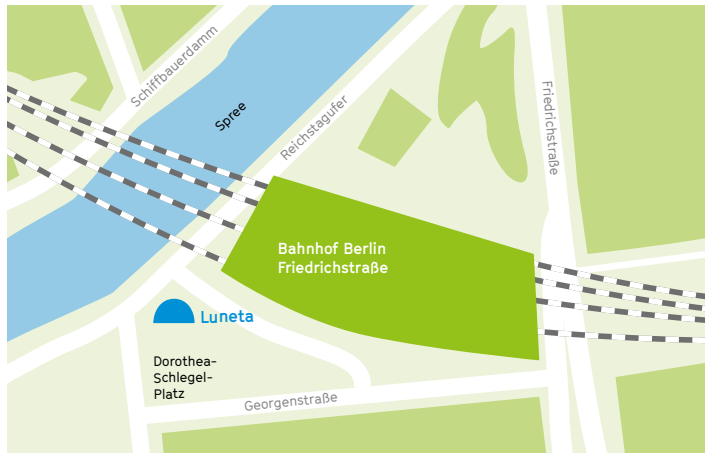 Schiffbauerdamm
Spree
Reichstagufer
Friedrichstraße
Bahnhof Berlin
Friedrichstraße
Luneta
Dorothea-
Schlegel-
Platz
Georgenstraße